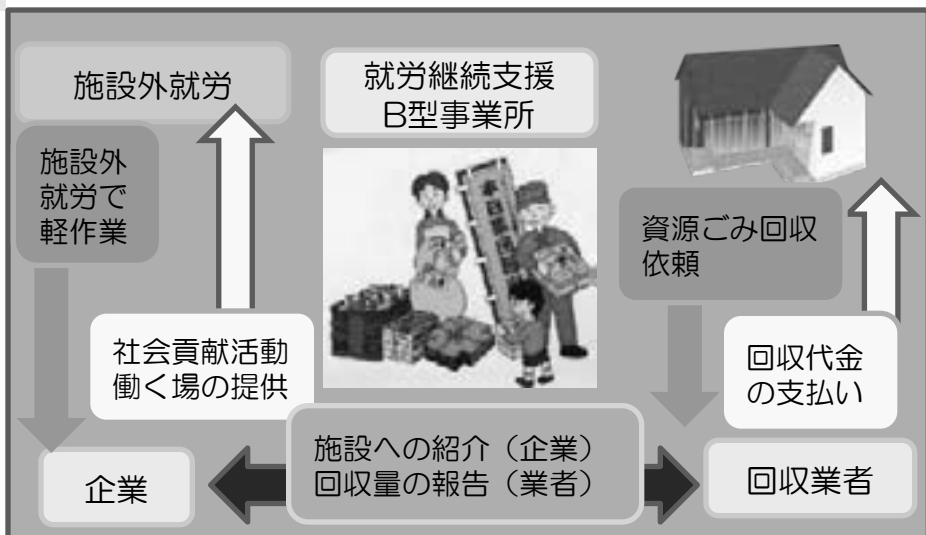 施設外就労
就労継続支援
B型事業所
施設外
就労で
軽作業
資源ごみ回収
依頼
社会貢献活動
働く場の提供
回収代金
の支払い
施設への紹介（企業）
回収量の報告（業者）
企業
回収業者